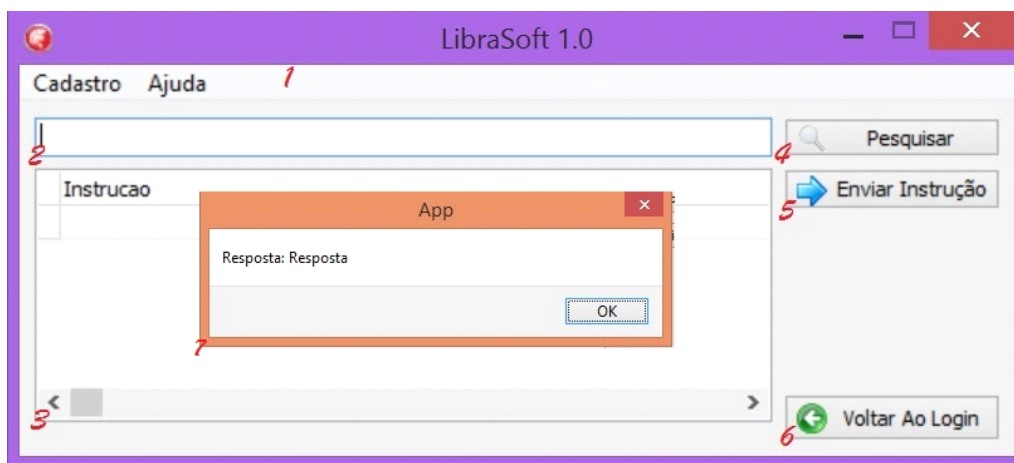 LibraSoft 1.0
Cadastro Ajuda 1
2
4 Pesquisar
Instrucao
5 Enviar Instrução
App
Resposta: Resposta
OK
7
3
6 Voltar Ao Login